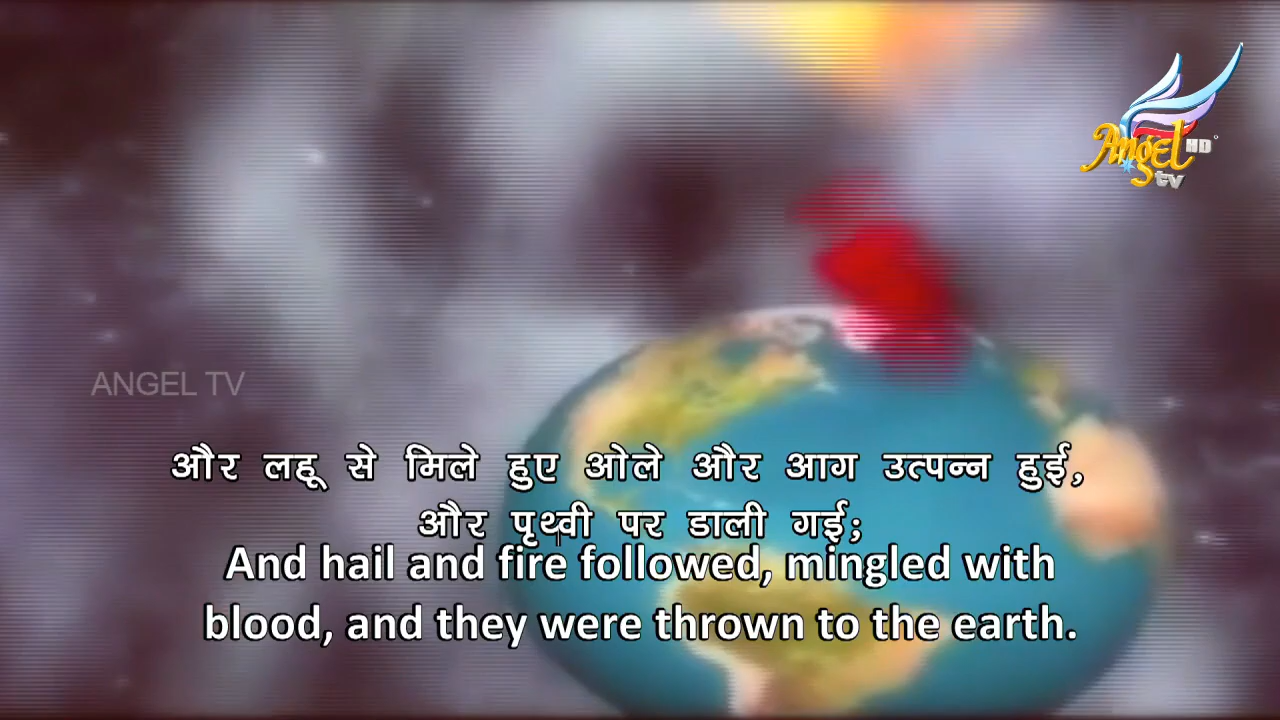 Angel HD
tv
ANGEL TV
और लहू से मिले हुए ओले और आग उत्पन्न हुई,
और पृथ्वी पर डाली गई;
And hail and fire followed, mingled with
blood, and they were thrown to the earth.